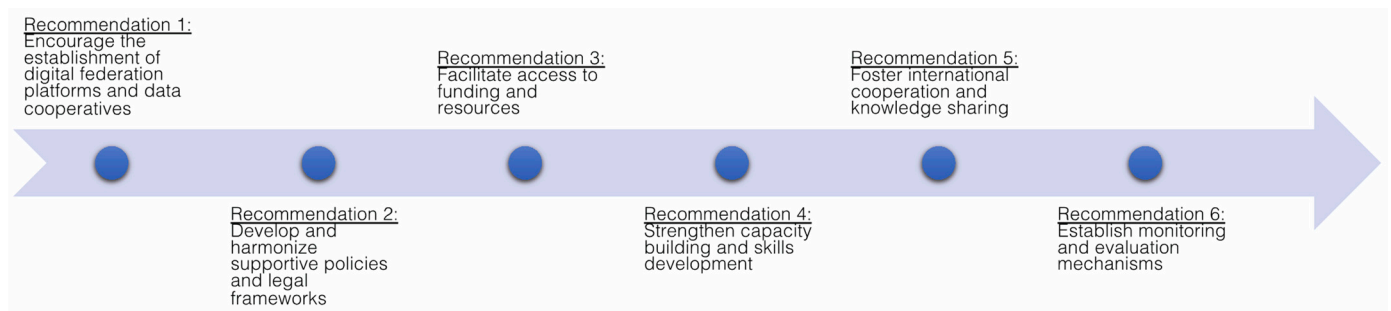 Recommendation 1:
Encourage the
establishment of
digital federation
platforms and data
cooperatives
Recommendation 2:
Develop and
harmonize
supportive policies
and legal
frameworks
Recommendation 3:
Facilitate access to
funding and
resources
Recommendation 4:
Strengthen capacity
building and skills
development
Recommendation 5:
Foster international
cooperation and
knowledge sharing
Recommendation 6:
Establish monitoring
and evaluation
mechanisms